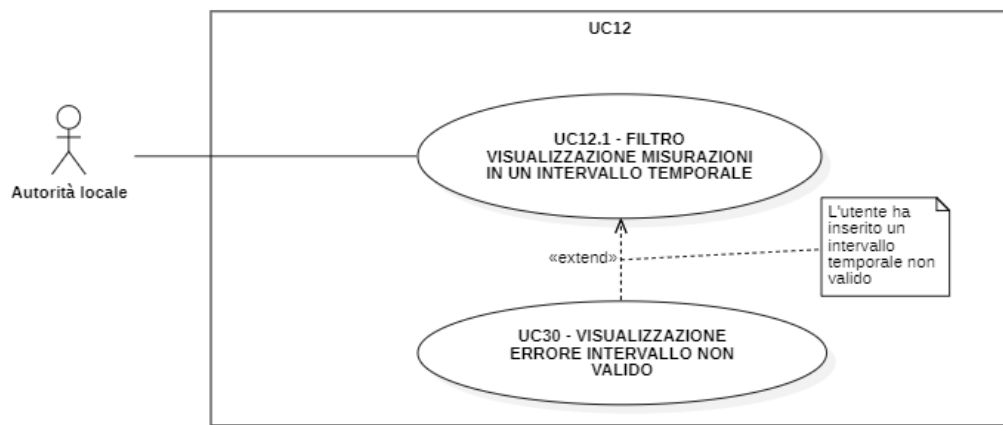 UC12
UC12.1 - FILTRO
VISUALIZZAZIONE MISURAZIONI
IN UN INTERVALLO TEMPORALE
Autorità locale
L'utente ha
inserito un
intervallo
temporale non
valido
«extend»
UC30 - VISUALIZZAZIONE
ERRORE INTERVALLO NON
VALIDO